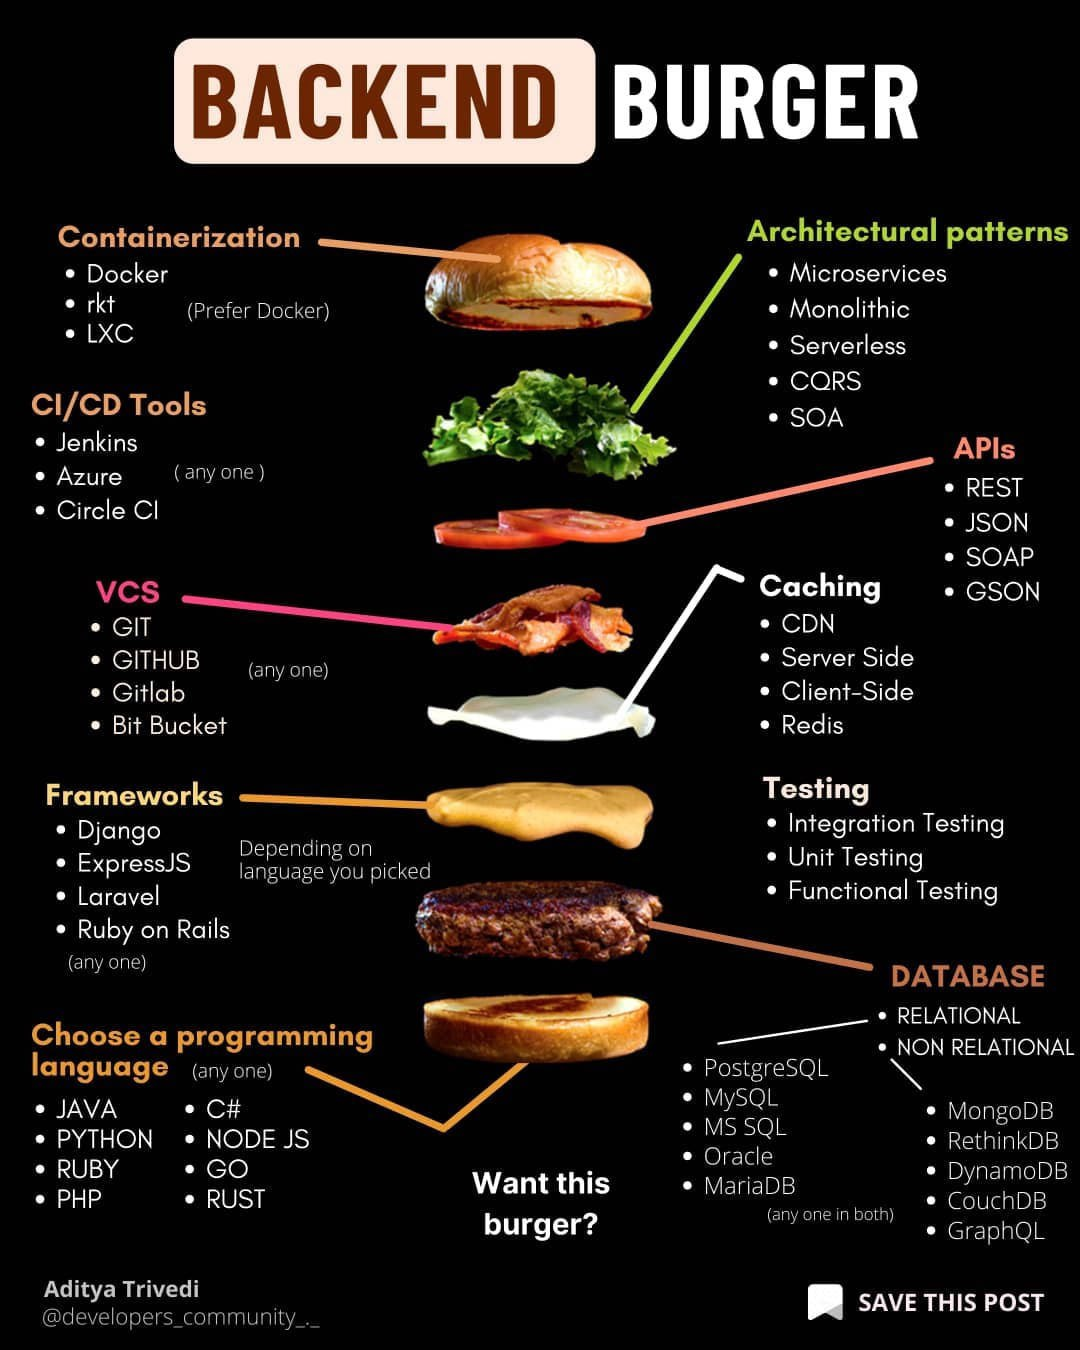 BACKEND BURGER
Containerization
Docker
rkt
(Prefer Docker)
LXC
Architectural patterns
Microservices
Monolithic
Serverless
CQRS
SOA
CI/CD Tools
Jenkins
Azure
( any one )
Circle CI
APIs
REST
JSON
SOAP
GSON
VCS
GIT
GITHUB
(any one)
Gitlab
Bit Bucket
Caching
CDN
Server Side
Client-Side
Redis
Frameworks
Django
ExpressJS
Laravel
Ruby on Rails
(any one)
Depending on
language you picked
Testing
Integration Testing
Unit Testing
Functional Testing
DATABASE
RELATIONAL
NON RELATIONAL
PostgreSQL
MySQL
MS SQL
Oracle
MariaDB
(any one in both)
MongoDB
RethinkDB
DynamoDB
CouchDB
GraphQL
Choose a programming
language (any one)
JAVA
PYTHON
RUBY
PHP
C#
NODE JS
GO
RUST
Want this
burger?
Aditya Trivedi
@developers_community_._
SAVE THIS POST